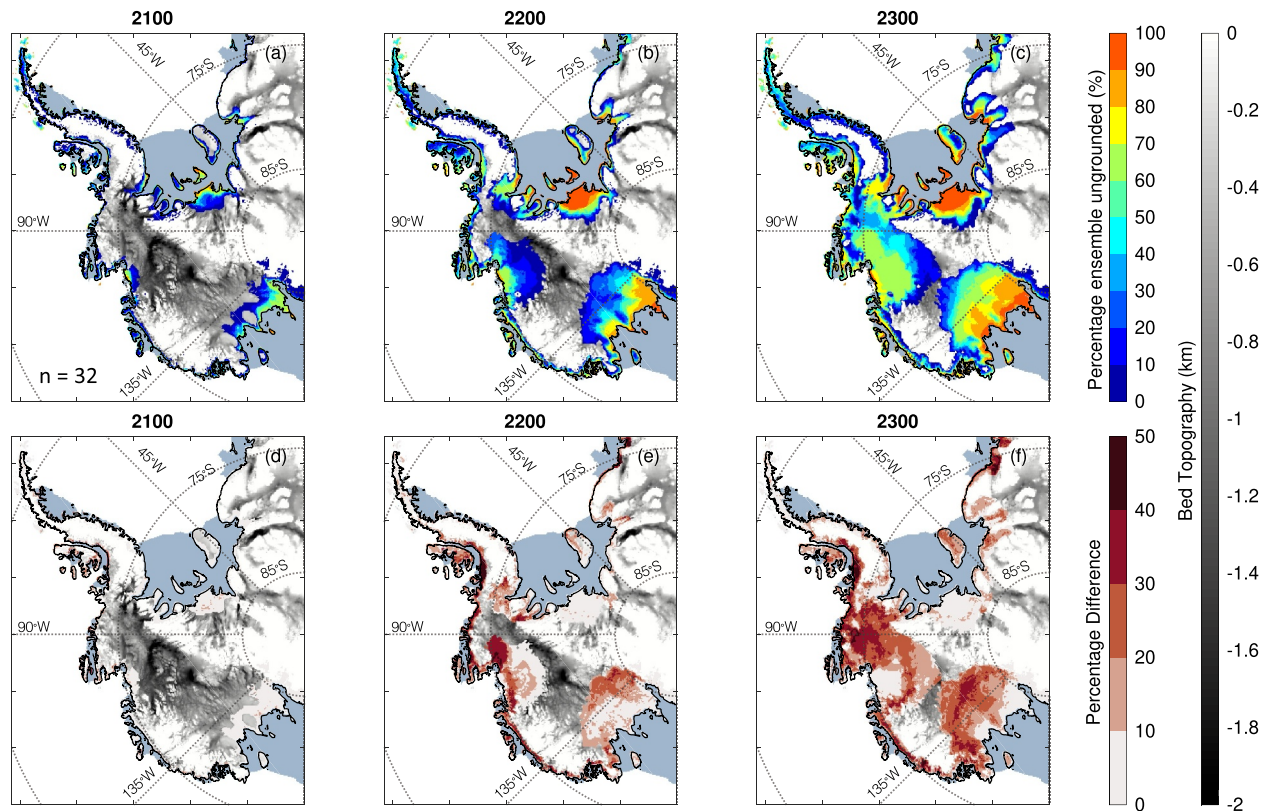 2100
2200
2300
45°W
75°S
(a)
85°S
90°W
135°W
n = 32
45°W
75°S
(b)
85°S
90°W
135°W
45°W
75°S
(c)
85°S
90°W
135°W
Percentage ensemble ungrounded (%)
100
90
80
70
60
50
40
30
20
10
0
Bed Topography (km)
0
-0.2
-0.4
-0.6
-0.8
-1
-1.2
-1.4
-1.6
-1.8
-2
2100
2200
2300
45°W
75°S
(d)
85°S
90°W
135°W
45°W
75°S
(e)
85°S
90°W
135°W
45°W
75°S
(f)
85°S
90°W
135°W
Percentage Difference
50
40
30
20
10
0